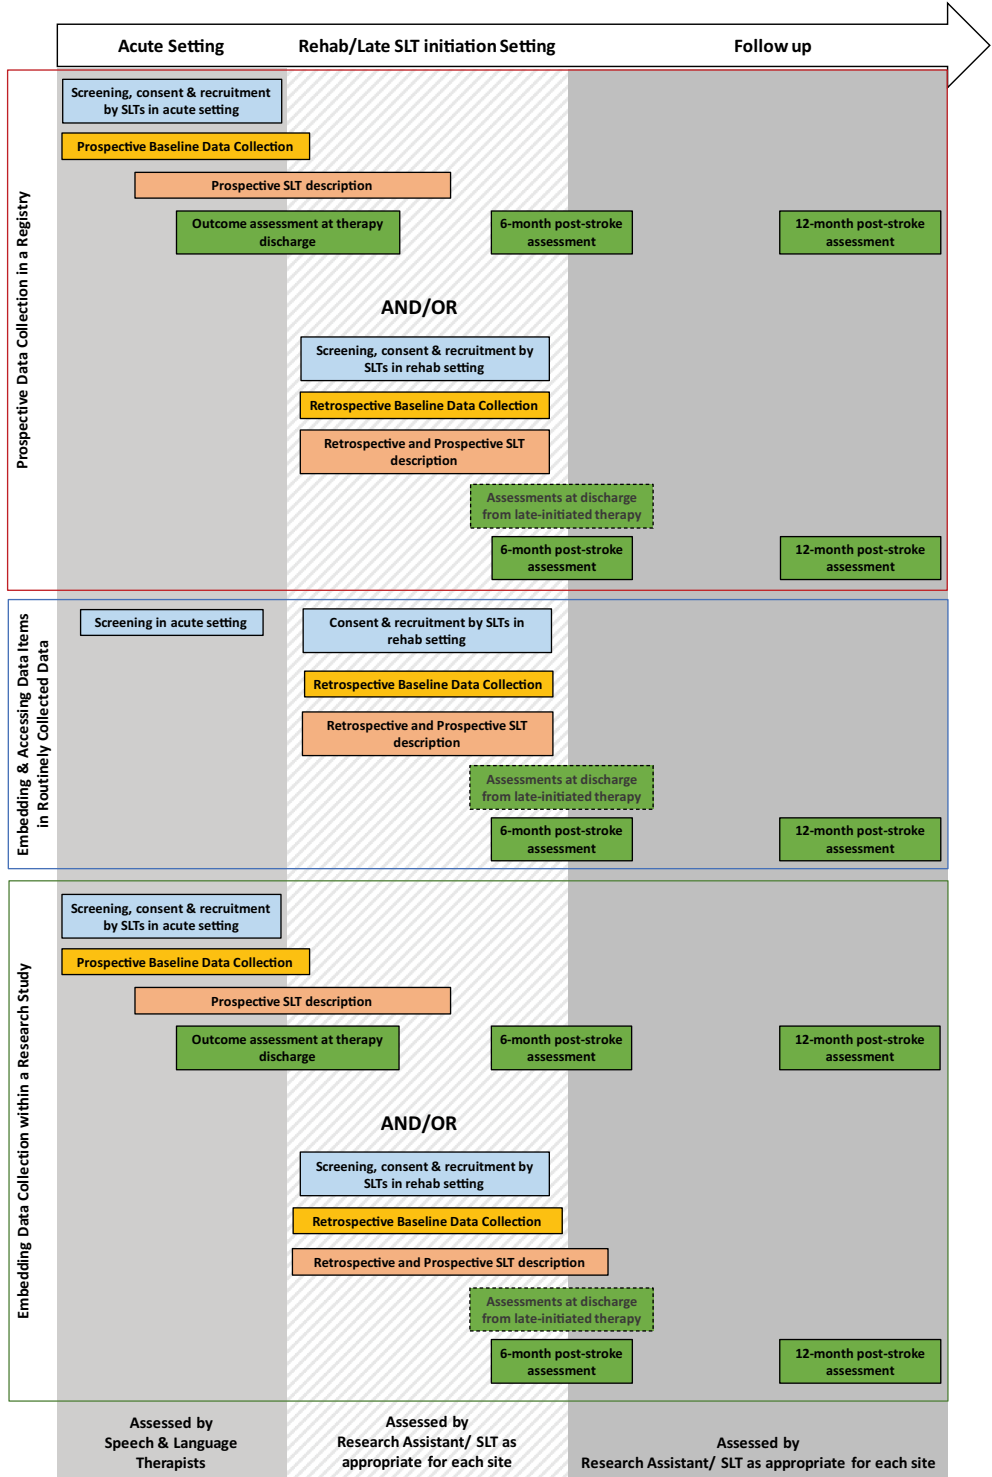 Acute Setting
Rehab/Late SLT initiation Setting
Follow up
Prospective Data Collection in a Registry
Screening, consent & recruitment
by SLTs in acute setting
Prospective Baseline Data Collection
Prospective SLT description
Outcome assessment at therapy
discharge
6-month post-stroke
assessment
12-month post-stroke
assessment
AND/OR
Screening, consent & recruitment by
SLTs in rehab setting
Retrospective Baseline Data Collection
Retrospective and Prospective SLT
description
Assessments at discharge
from late-initiated therapy
6-month post-stroke
assessment
12-month post-stroke
assessment
Embedding & Accessing Data Items
in Routinely Collected Data
Screening in acute setting
Consent & recruitment by SLTs in
rehab setting
Retrospective Baseline Data Collection
Retrospective and Prospective SLT
description
Assessments at discharge
from late-initiated therapy
6-month post-stroke
assessment
12-month post-stroke
assessment
Embedding Data Collection within a Research Study
Screening, consent & recruitment
by SLTs in acute setting
Prospective Baseline Data Collection
Prospective SLT description
Outcome assessment at therapy
discharge
6-month post-stroke
assessment
12-month post-stroke
assessment
AND/OR
Screening, consent & recruitment by
SLTs in rehab setting
Retrospective Baseline Data Collection
Retrospective and Prospective SLT description
Assessments at discharge
from late-initiated therapy
6-month post-stroke
assessment
12-month post-stroke
assessment
Assessed by
Speech & Language
Therapists
Assessed by
Research Assistant/ SLT as
appropriate for each site
Assessed by
Research Assistant/ SLT as appropriate for each site